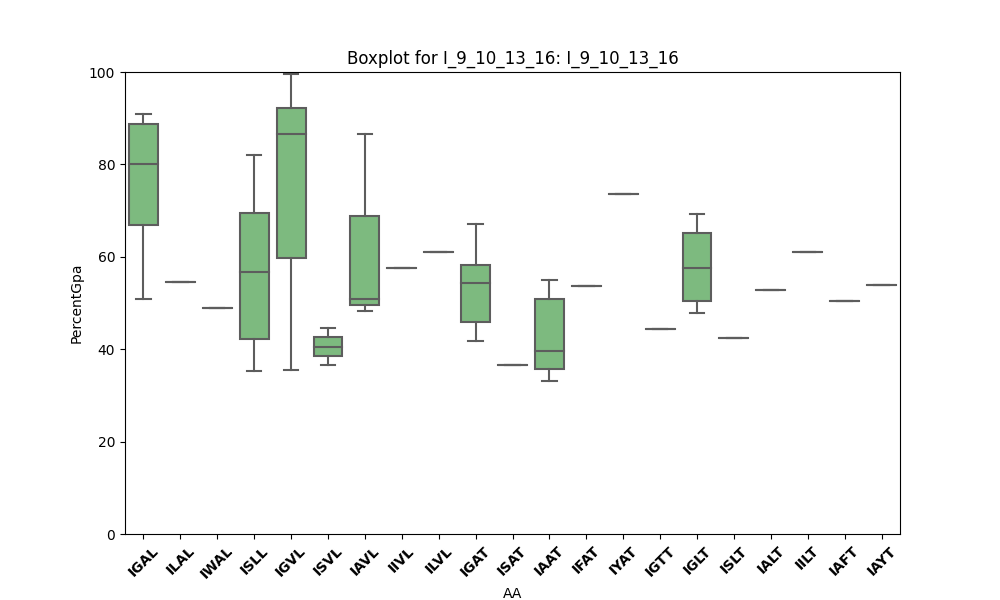 Boxplot for I_9_10_13_16: I_9_10_13_16
PercentGpa
100
80
60
40
20
0
IGAL ILAL IWAL ISLL IGVL ISVL IAVL IIVL ILVL IGAT ISAT IAAT IFAT IYAT IGTT IGLT ISLT IALT IILT IAFT IAYT
AA